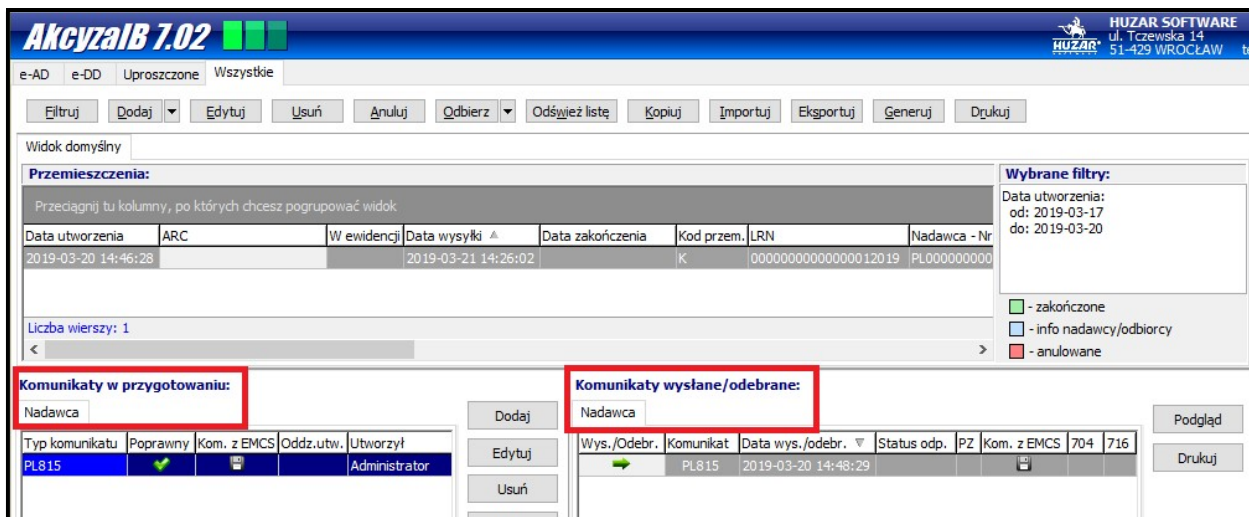 AkcyzaIB 7.02
HUZAR SOFTWARE
ul. Tczewska 14
51-429 WROCŁAW
HUZAR
e-AD e-DD Uproszczone Wszystkie
Filtruj Dodaj Edytuj Usuń Anuluj Odbierz Odśwież listę Kopiuj Importuj Eksportuj Generuj Drukuj
Widok domyślny
Przemieszczenia:
Przeciągnij tu kolumny, po których chcesz pogrupować widok
Data utworzenia ARC W ewidencji Data wysyłki Data zakończenia Kod przem. LRN Nadawca - Nr
2019-03-20 14:46:28 2019-03-21 14:26:02 K 0000000000000012019 PL000000000
Liczba wierszy: 1
Wybrane filtry:
Data utworzenia:
od: 2019-03-17
do: 2019-03-20
- zakończone
- info nadawcy/odbiorcy
- anulowane
Komunikaty w przygotowaniu:
Nadawca
Typ komunikatu Poprawny Kom. z EMCS Oddz.utw. Utworzył
PL815 Administrator
Dodaj
Edytuj
Usuń
Komunikaty wysłane/odebrane:
Nadawca
Wys./Odebr. Komunikat Data wys./odebr. Status odp. PZ Kom. z EMCS 704 716
PL815 2019-03-20 14:48:29
Podgląd
Drukuj